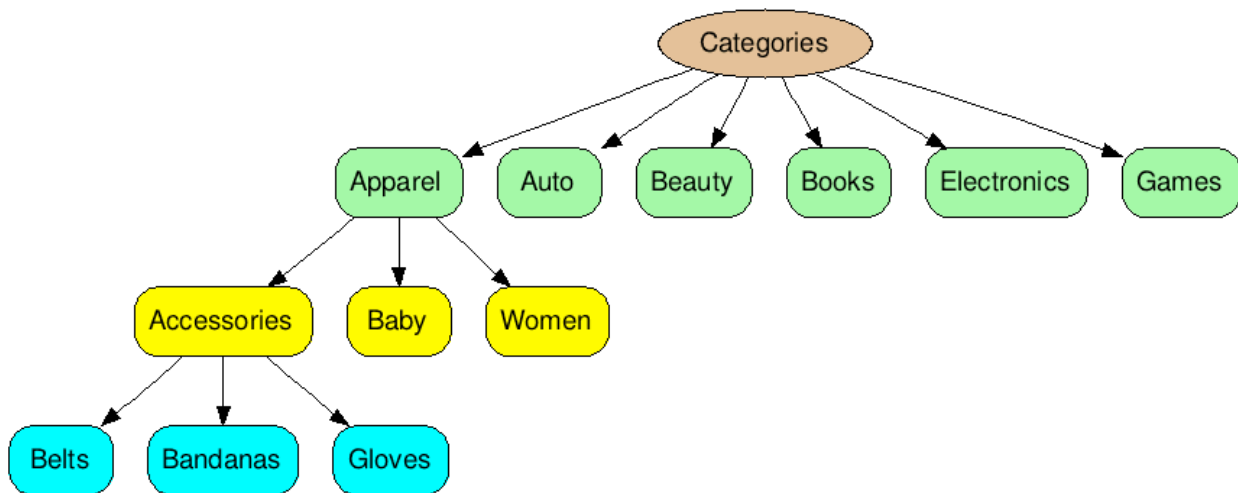 Categories
Apparel
Auto
Beauty
Books
Electronics
Games
Accessories
Baby
Women
Belts
Bandanas
Gloves